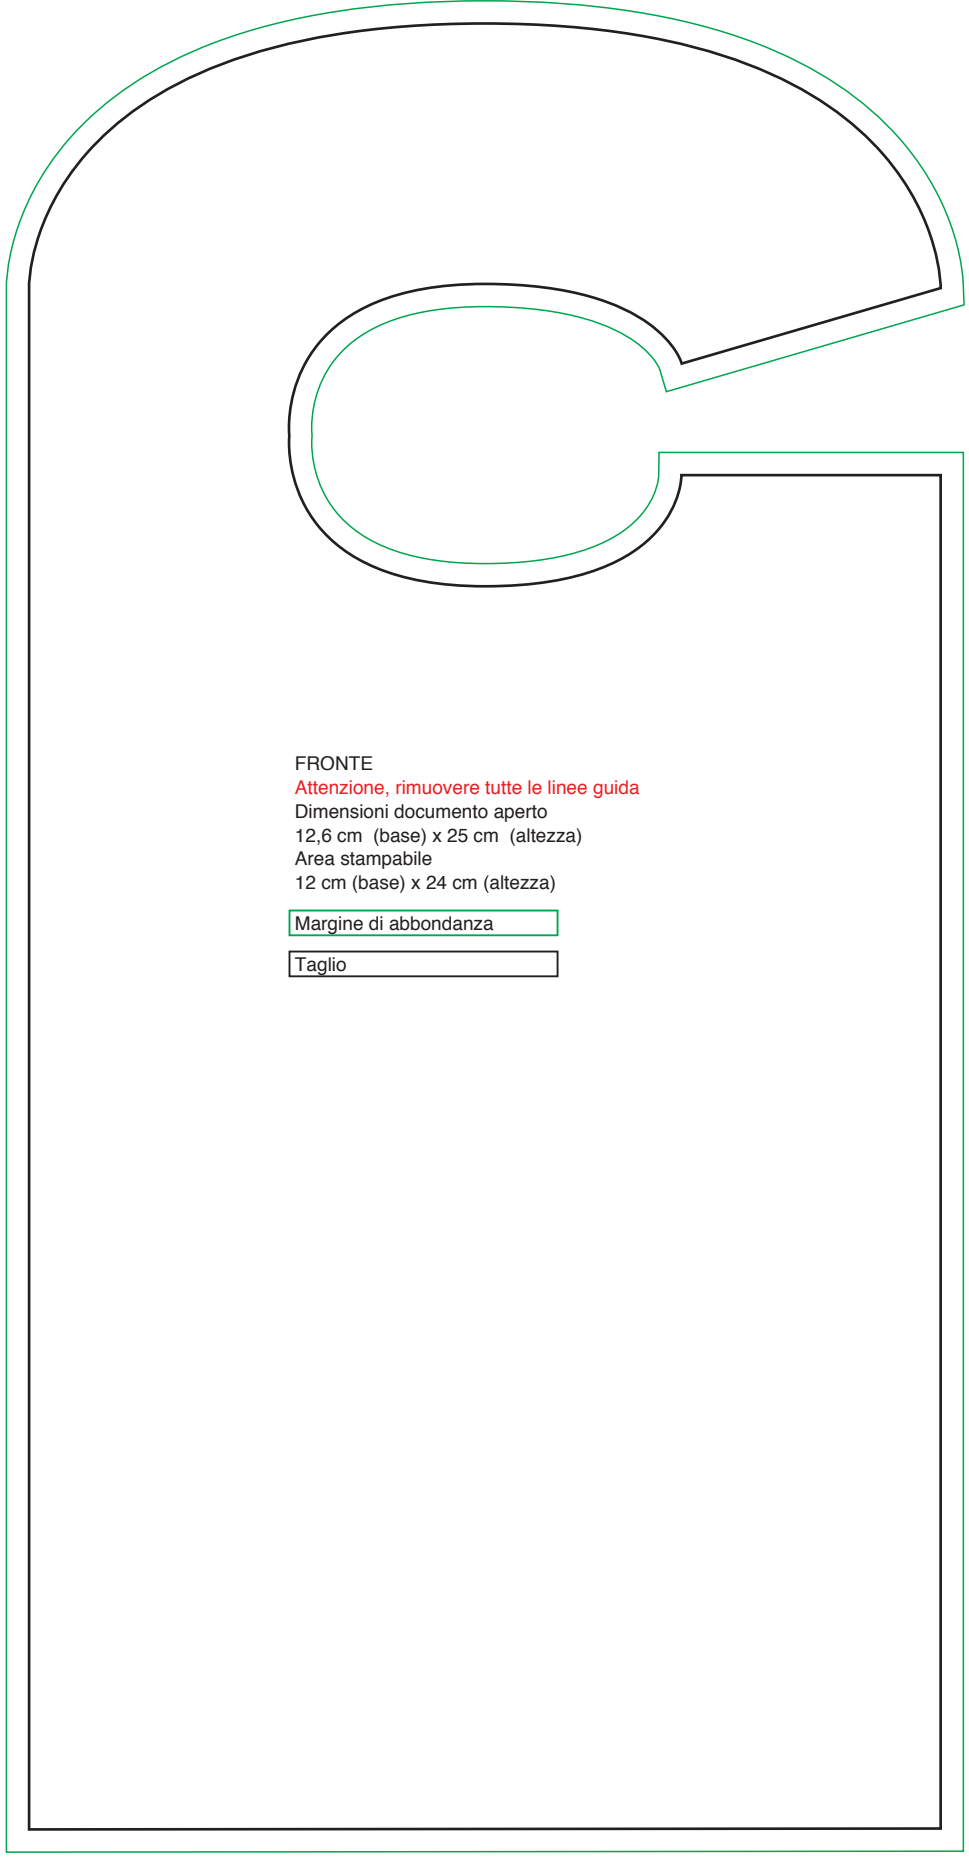 FRONTE
Attenzione, rimuovere tutte le linee guida
Dimensioni documento aperto
12,6 cm  (base) x 25 cm  (altezza)
Area stampabile
12 cm (base) x 24 cm (altezza)
Margine di abbondanza
Taglio